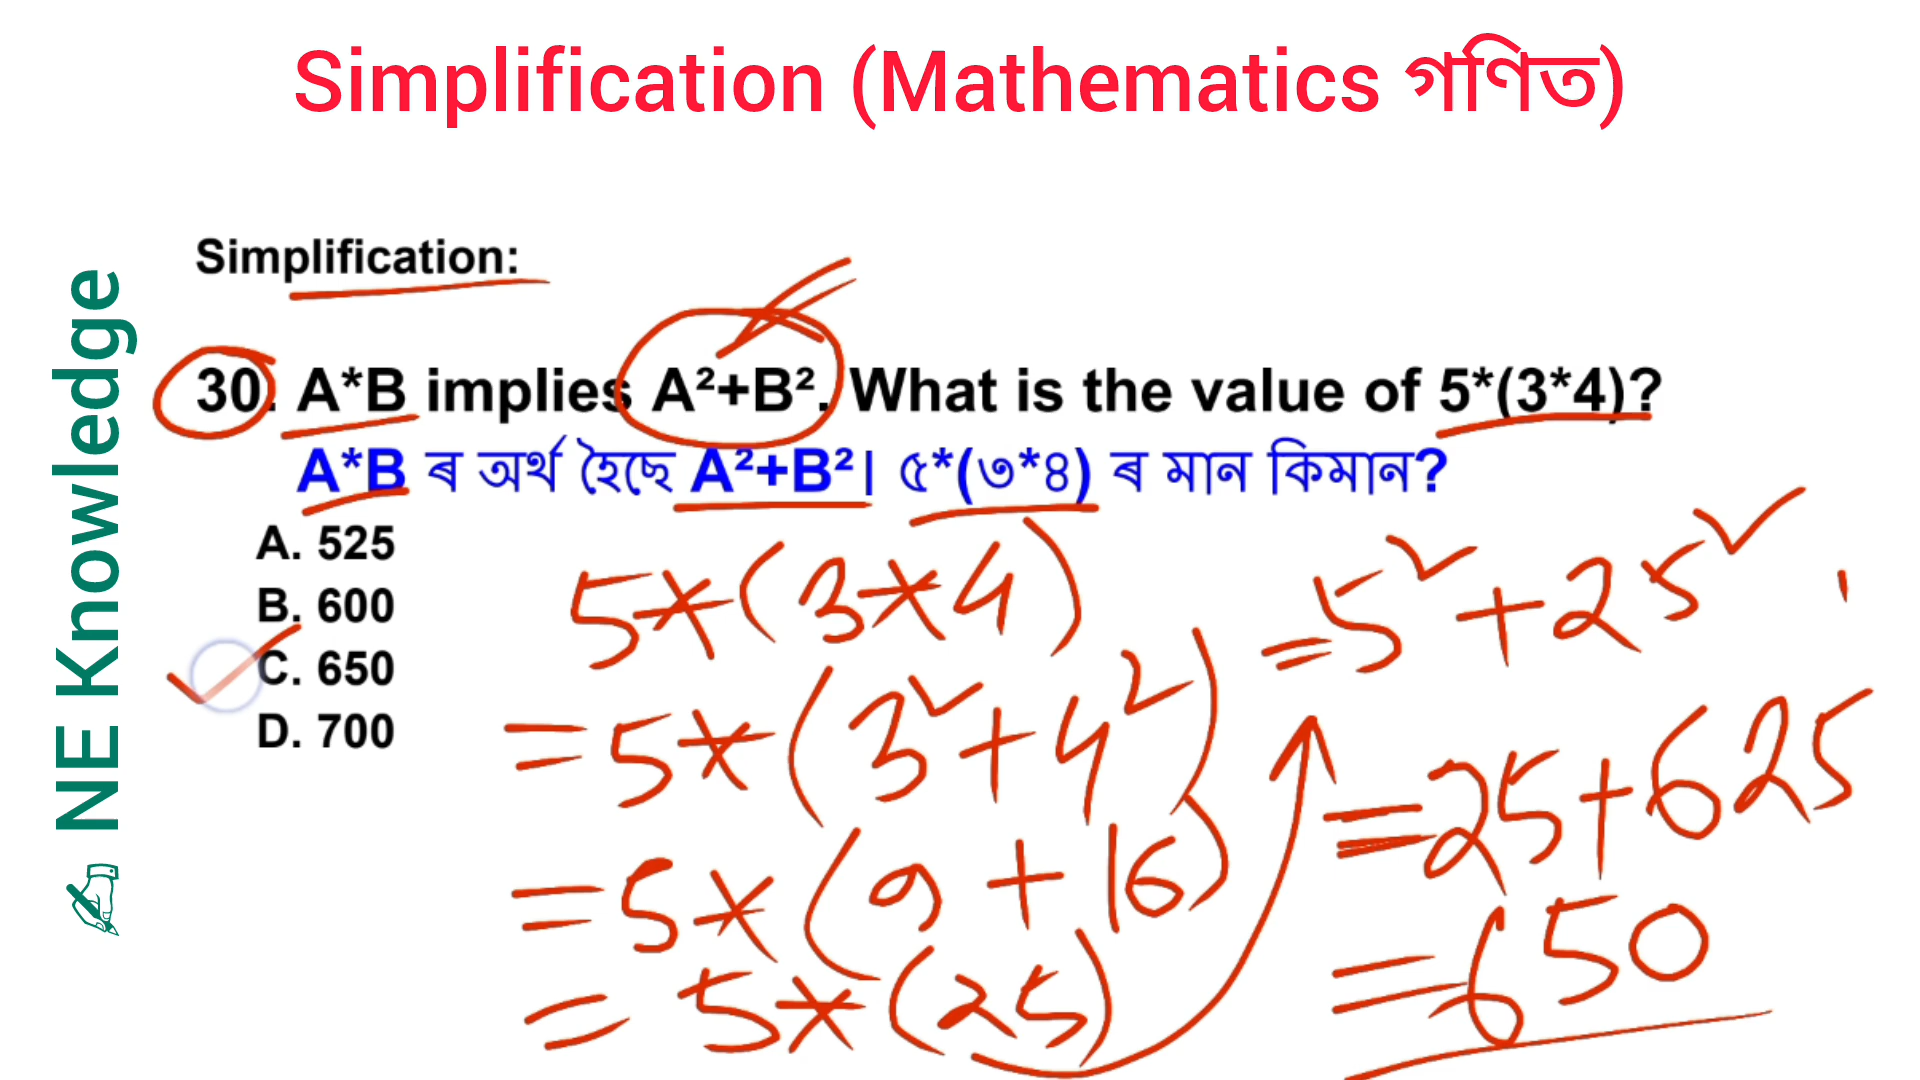 Simplification (Mathematics গণিত)
NE Knowledge
Simplification:
30. A*B implies A²+B². What is the value of 5*(3*4)?
A*B ৰ অৰ্থ হৈছে A²+B²| ৫*(৩*৪) ৰ মান কিমান?
A. 525
B. 600
C. 650
D. 700
5*(3*4)
=5*(3²+4²)
=5*(9+16)
=5*(25)
=5²+25²
=25+625
=650